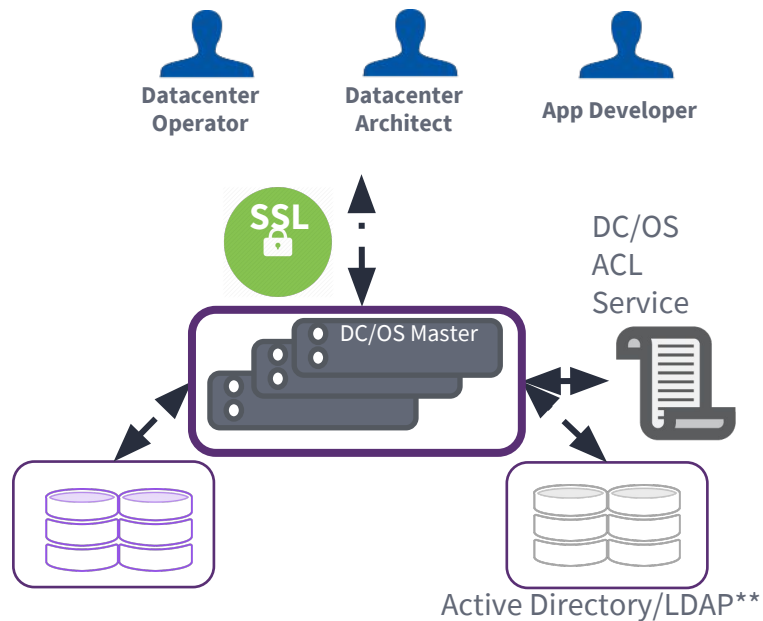 Datacenter
Operator
Datacenter
Architect
App Developer
SSL
DC/OS
ACL
Service
DC/OS Master
Active Directory/LDAP**